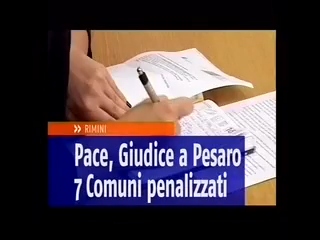 » RIMINI
Pace, Giudice a Pesaro
7 Comuni penalizzati